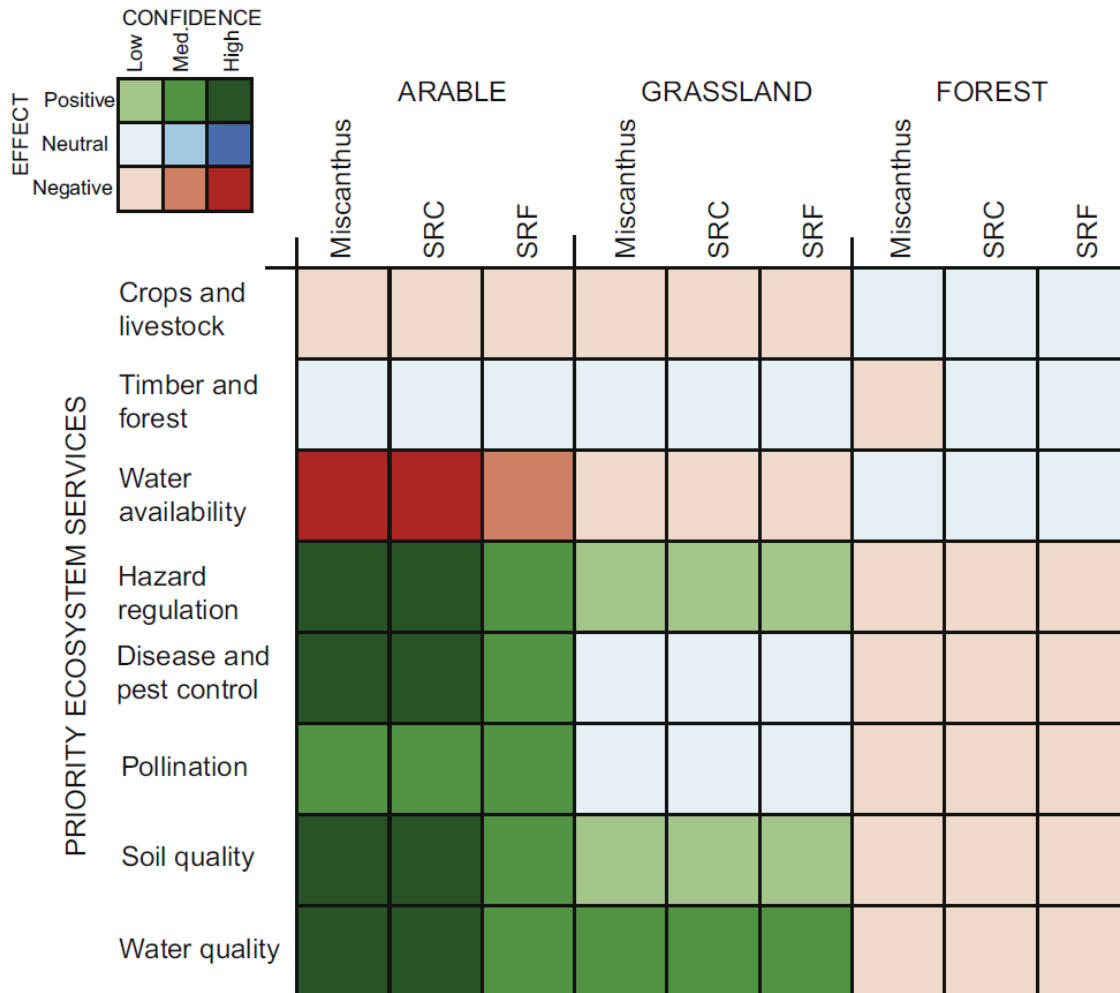 CONFIDENCE
Low
Med.
High
EFFECT
Positive
Neutral
Negative
ARABLE
GRASSLAND
FOREST
Miscanthus
SRC
SRF
Miscanthus
SRC
SRF
Miscanthus
SRC
SRF
PRIORITY ECOSYSTEM SERVICES
Crops and
livestock
Timber and
forest
Water
availability
Hazard
regulation
Disease and
pest control
Pollination
Soil quality
Water quality